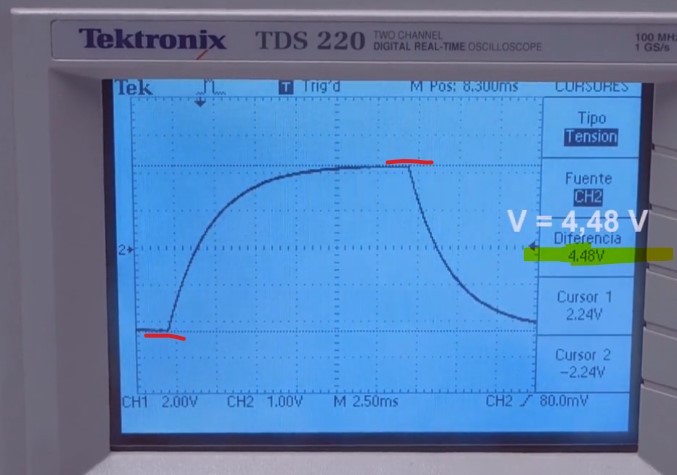 Tektronix TDS 220 TWO CHANNEL DIGITAL REAL-TIME OSCILLOSCOPE
100 MH
1 GS/s
Tek T Trig'd M Pos: 8.300ms CURSORES
Tipo
Tension
Fuente
CH2
V = 4,48 V
Diferencia
4.48V
2
Cursor 1
2.24V
Cursor 2
-2.24V
CH1 2.00V CH2 1.00V M 2.50ms CH2 80.0mV